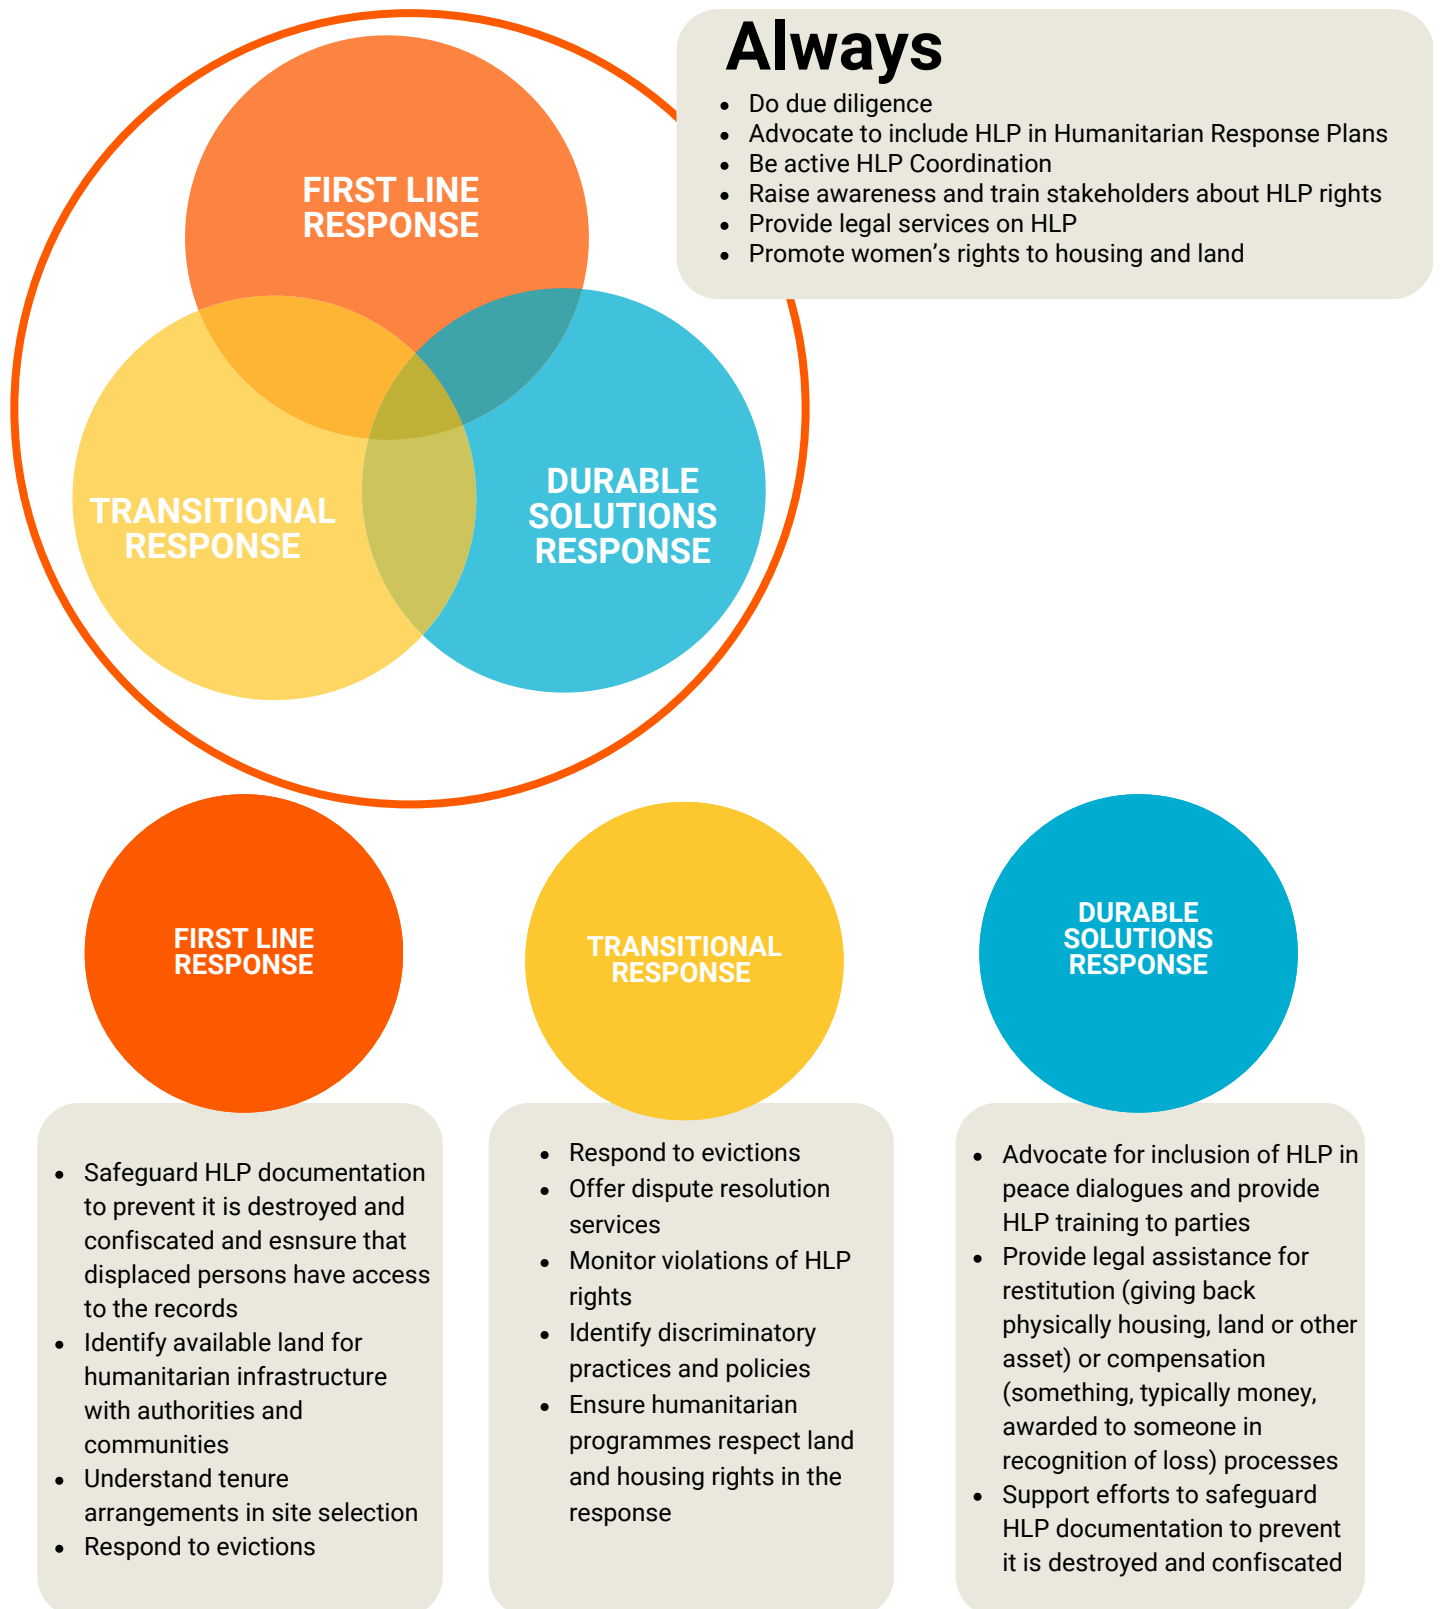 Always
• Do due diligence
• Advocate to include HLP in Humanitarian Response Plans
• Be active HLP Coordination
• Raise awareness and train stakeholders about HLP rights
• Provide legal services on HLP
• Promote women's rights to housing and land
FIRST LINE
RESPONSE
TRANSITIONAL
RESPONSE
DURABLE
SOLUTIONS
RESPONSE
FIRST LINE
RESPONSE
• Safeguard HLP documentation
to prevent it is destroyed and
confiscated and esnsure that
displaced persons have access
to the records
• Identify available land for
humanitarian infrastructure
with authorities and
communities
• Understand tenure
arrangements in site selection
• Respond to evictions
TRANSITIONAL
RESPONSE
• Respond to evictions
• Offer dispute resolution
services
• Monitor violations of HLP
rights
• Identify discriminatory
practices and policies
• Ensure humanitarian
programmes respect land
and housing rights in the
response
DURABLE
SOLUTIONS
RESPONSE
• Advocate for inclusion of HLP in
peace dialogues and provide
HLP training to parties
• Provide legal assistance for
restitution (giving back
physically housing, land or other
asset) or compensation
(something, typically money,
awarded to someone in
recognition of loss) processes
• Support efforts to safeguard
HLP documentation to prevent
it is destroyed and confiscated